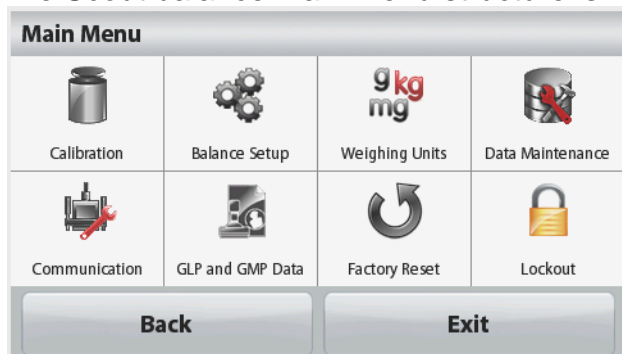 Main Menu
g kg
mg
Calibration
Balance Setup
Weighing Units
Data Maintenance
Communication
GLP and GMP Data
Factory Reset
Lockout
Back
Exit